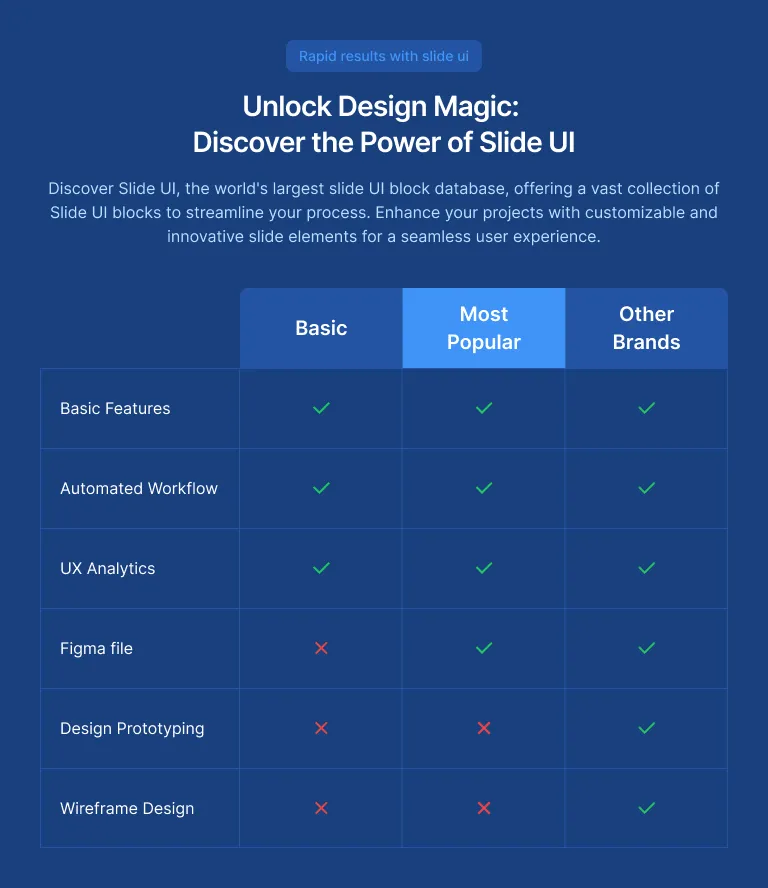 Rapid results with slide ui
Unlock Design Magic:
Discover the Power of Slide UI
Discover Slide UI, the world's largest slide UI block database, offering a vast collection of
Slide UI blocks to streamline your process. Enhance your projects with customizable and
innovative slide elements for a seamless user experience.
Basic
Most
Popular
Other
Brands
Basic Features
Automated Workflow
UX Analytics
Figma file
Design Prototyping
Wireframe Design